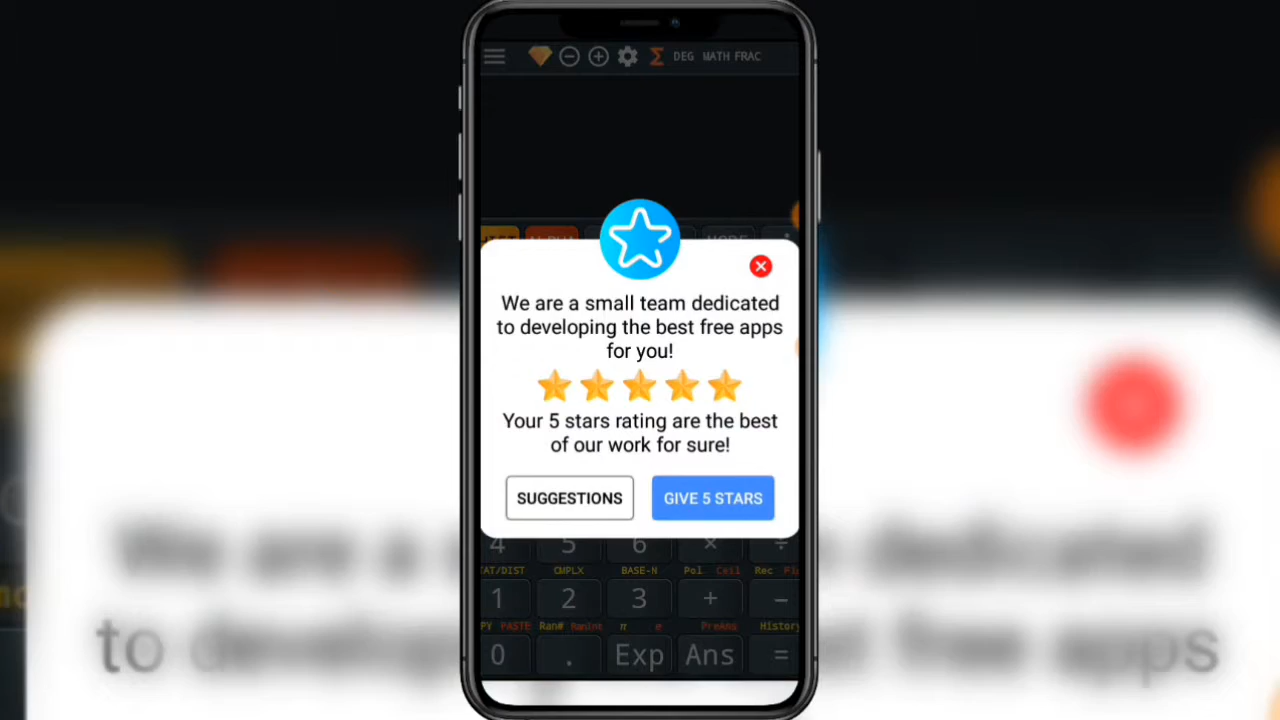 DEG MATH FRAC
We are a small team dedicated
to developing the best free apps
for you!
Your 5 stars rating are the best
of our work for sure!
SUGGESTIONS GIVE 5 STARS
4 5 6 × ÷
CMPLX BASE-N Pol Ceil Rec
1 2 3 + −
PASTE Ran# RanInt π e PreAns History
0 . Exp Ans =